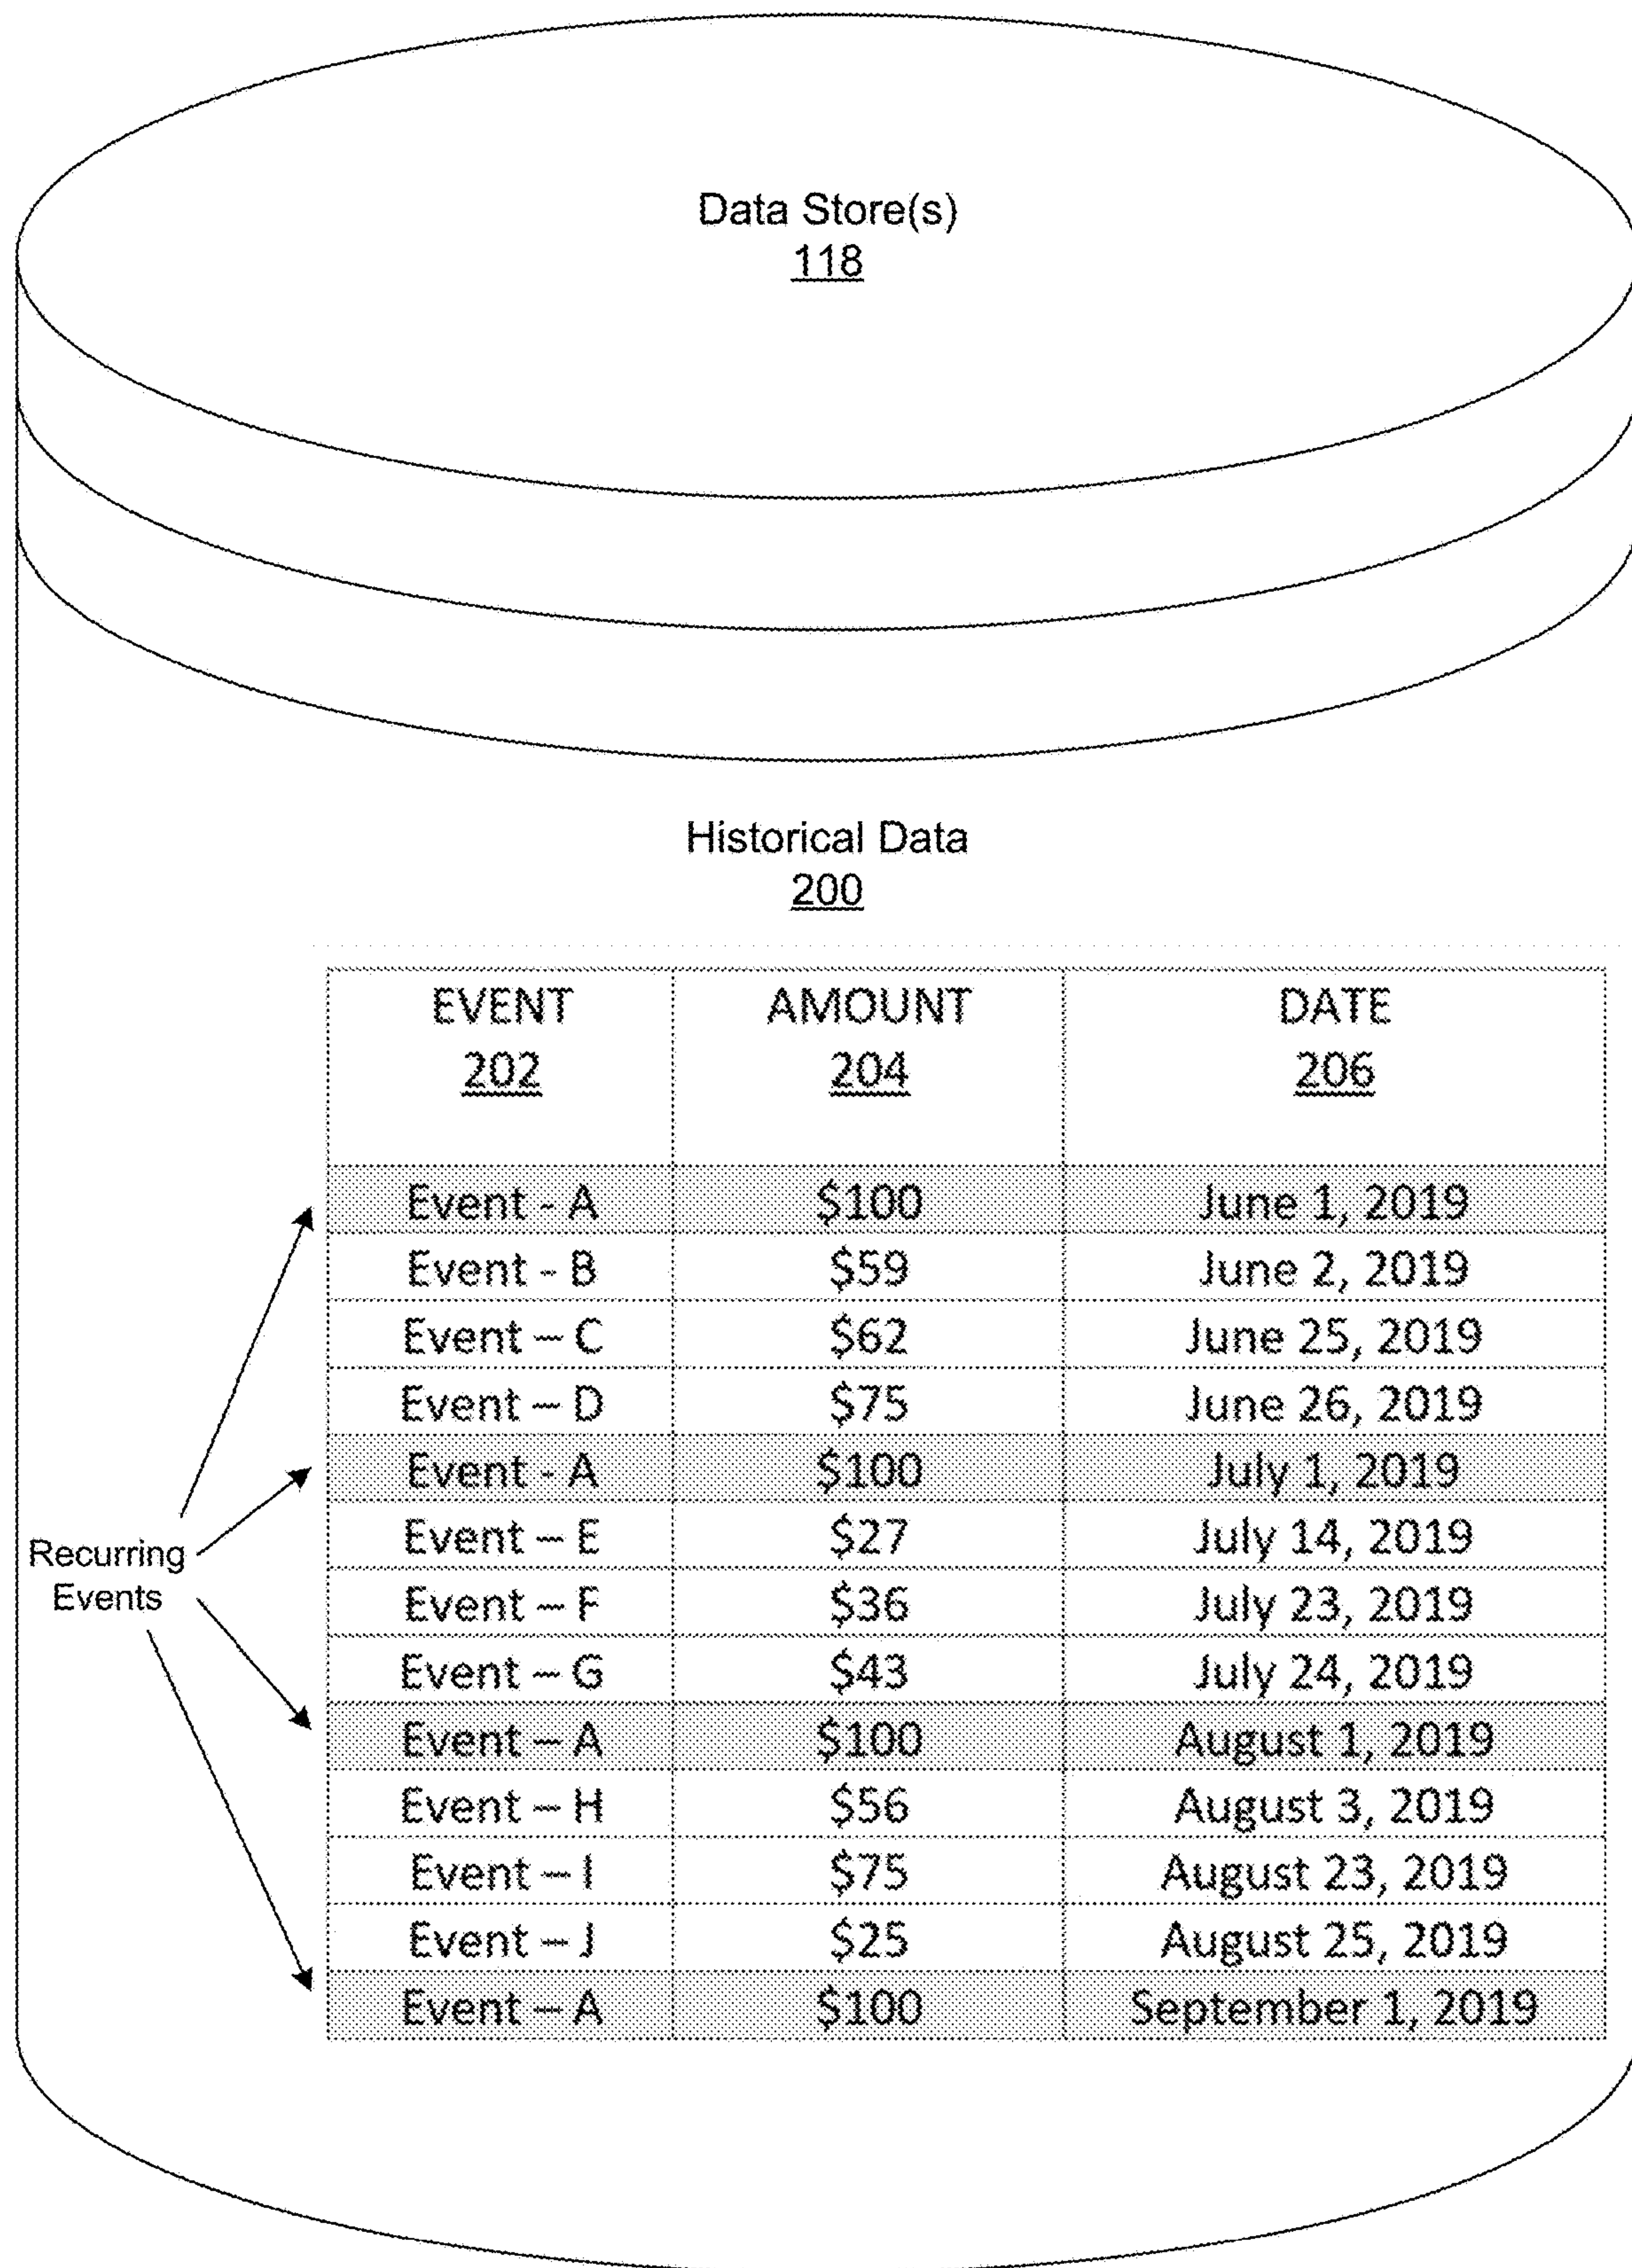 Data Store(s)
118
Historical Data
200
EVENT AMOUNT DATE
202 204 206
Event - A $100 June 1, 2019
Event - B $59 June 2, 2019
Event – C $62 June 25, 2019
Event – D $75 June 26, 2019
Event - A $100 July 1, 2019
Event – E $27 July 14, 2019
Recurring
Events
Event – F $36 July 23, 2019
Event – G $43 July 24, 2019
Event – A $100 August 1, 2019
Event – H $56 August 3, 2019
Event – I $75 August 23, 2019
Event – J $25 August 25, 2019
Event – A $100 September 1, 2019